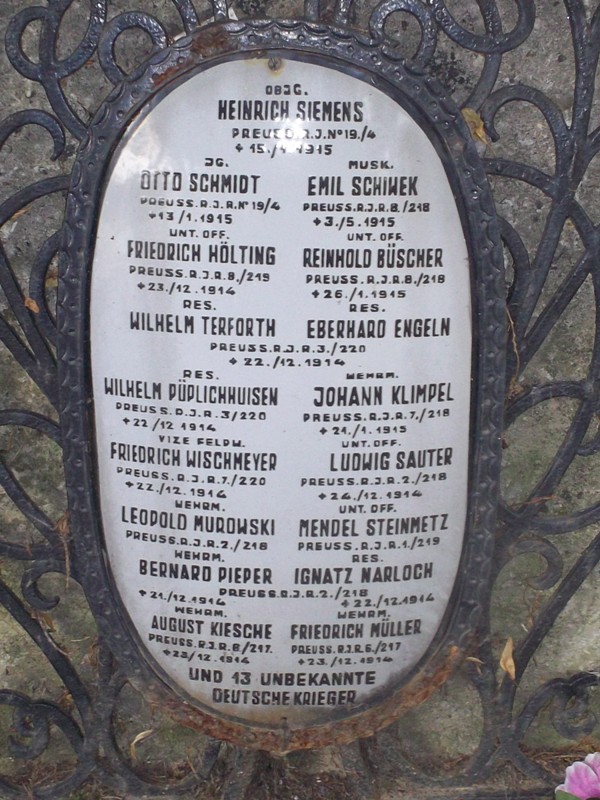 OBJG.
HEINRICH SIEMENS
PREUSS.R.J.Nº19./4
+ 15./1.1915
JG. MUSK.
OTTO SCHMIDT EMIL SCHIWEK
PREUSS.R.J.R.Nº19/4 PREUSS.R.J.R.8./218
+13/1.1915 +3./5.1915
UNT.OFF. UNT.OFF.
FRIEDRICH HÖLTING REINHOLD BÜSCHER
PREUSS.R.J.R.8./219 PREUSS.R.J.R.8./218
+23./12.1914 +26./1.1915
RES. RES.
WILHELM TERFORTH EBERHARD ENGELN
PREUSS.R.J.R.3./220
+22./12.1914
RES. WEHRM.
WILHELM PÜPLICHHUISEN JOHANN KLIMPEL
PREUSS.D.J.R.3/220 PREUSS.R.J.R.7./218
+22/12 1914 +21./1.1915
VIZE FELDW. UNT.OFF.
FRIEDRICH WISCHMEYER LUDWIG SAUTER
PREUSS.R.J.R.7./220 PREUSS.R.J.R.2./218
+22./12.1914 +24./12.1914
WEHRM. UNT.OFF.
LEOPOLD MUROWSKI MENDEL STEINMETZ
PREUSS.R.J.R.2./218 PREUSS.R.J.R.1./219
WEHRM. RES.
BERNARD PIEPER IGNATZ NARLOCH
PREUSS.R.J.R.2./218
+21./12.1914 +22./12.1914
WEHRM. WEHRM.
AUGUST KIESCHE FRIEDRICH MÜLLER
PREUSS.R.J.R.8/217. PREUSS.R.J.R.6./217
+23/12.1914 +23./12.1914
UND 13 UNBEKANNTE
DEUTSCHE KRIEGER